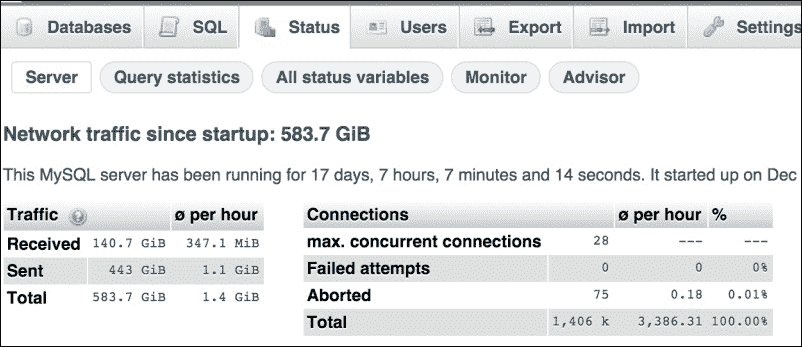 Databases SQL Status Users Export Import Settings
Server Query statistics All status variables Monitor Advisor
Network traffic since startup: 583.7 GiB
This MySQL server has been running for 17 days, 7 hours, 7 minutes and 14 seconds. It started up on Dec
Traffic ø per hour
Received 140.7 GiB 347.1 MiB
Sent 443 GiB 1.1 GiB
Total 583.7 GiB 1.4 GiB
Connections ø per hour %
max. concurrent connections 28 --- ---
Failed attempts 0 0 0%
Aborted 75 0.18 0.01%
Total 1,406 k 3,386.31 100.00%